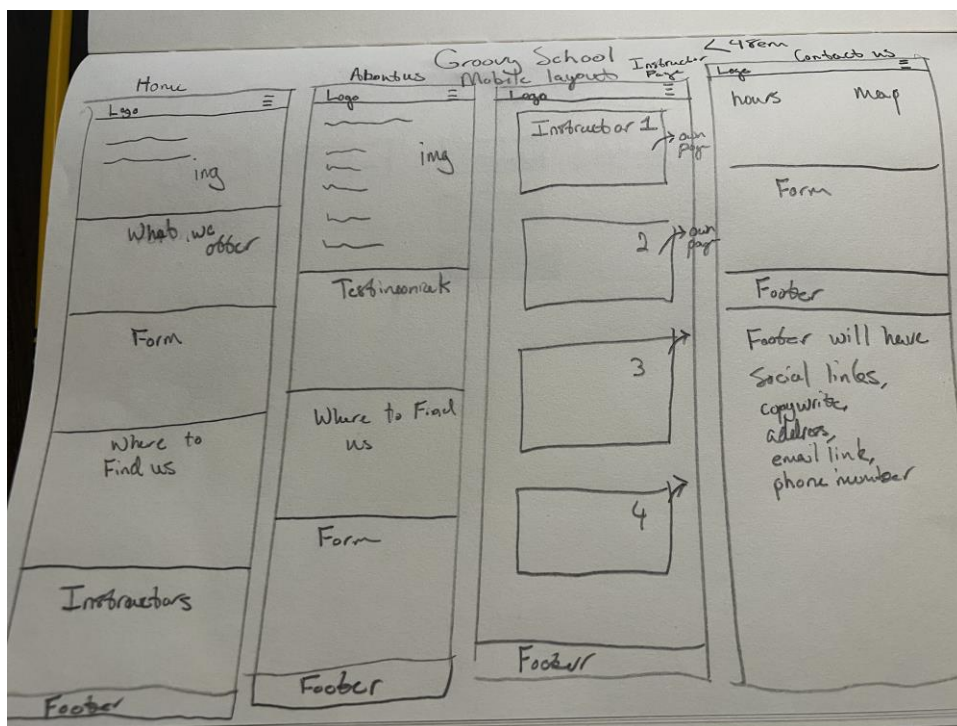 Groovy School
Mobile layout
<48em
Home
Logo
img
What we
offer
Form
Where to
Find us
Instructors
Footer
About us
Logo
img
Testimonials
Where to Find
us
Form
Footer
Instructor
Page
Logo
Instructor 1
own
page
2
own
page
3
4
Footer
Contact us
Logo
hours Map
Form
Footer
Footer will have
Social links,
copywrite,
address,
email link,
phone number